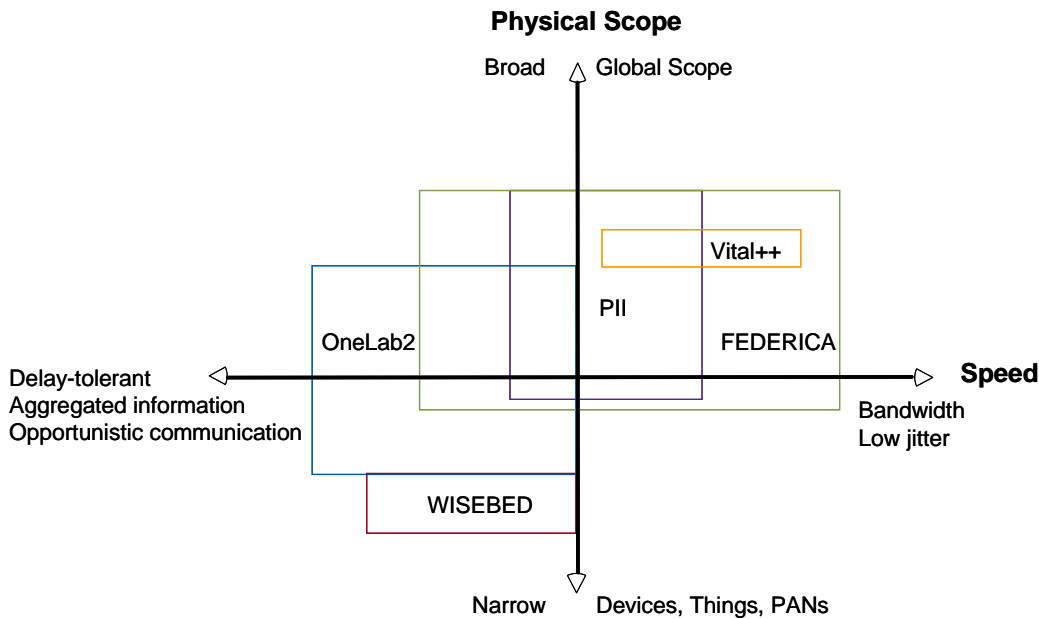 Physical Scope
Broad Global Scope
Vital++
PII
OneLab2 FEDERICA
Speed
Delay-tolerant
Aggregated information
Opportunistic communication
Bandwidth
Low jitter
WISEBED
Narrow Devices, Things, PANs